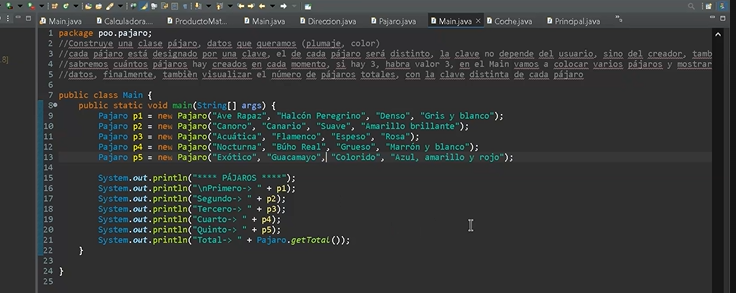 Main.java Calculadora.... ProductoMat... Main.java Direccion.java Pajaro.java Main.java Coche.java Principal.java
1 package poo.pajaro;
2 //Construye una clase pájaro, datos que queramos (plumaje, color)
3 //cada pájaro está designado por una clave, el de cada pájaro será distinto, la clave no depende del usuario, sino del creador, tamb
4 //sabremos cuántos pájaros hay creados en cada momento, si hay 3, habra valor 3, en el Main vamos a colocar varios pájaros y mostrar
5 //datos, finalmente, tambièn visualizar el número de pájaros totales, con la clave distinta de cada pájaro
6
7 public class Main {
8 public static void main(String[] args) {
9 Pajaro p1 = new Pajaro("Ave Rapaz", "Halcón Peregrino", "Denso", "Gris y blanco");
10 Pajaro p2 = new Pajaro("Canoro", "Canario", "Suave", "Amarillo brillante");
11 Pajaro p3 = new Pajaro("Acuática", "Flamenco", "Espeso", "Rosa");
12 Pajaro p4 = new Pajaro("Nocturna", "Búho Real", "Grueso", "Marrón y blanco");
13 Pajaro p5 = new Pajaro("Exótico", "Guacamayo", "Colorido", "Azul, amarillo y rojo");
14
15 System.out.println("**** PÁJAROS ****");
16 System.out.println("\nPrimero-> " + p1);
17 System.out.println("Segundo-> " + p2);
18 System.out.println("Tercero-> " + p3);
19 System.out.println("Cuarto-> " + p4);
20 System.out.println("Quinto-> " + p5);
21 System.out.println("Total-> " + Pajaro.getTotal());
22 }
23
24 }
25